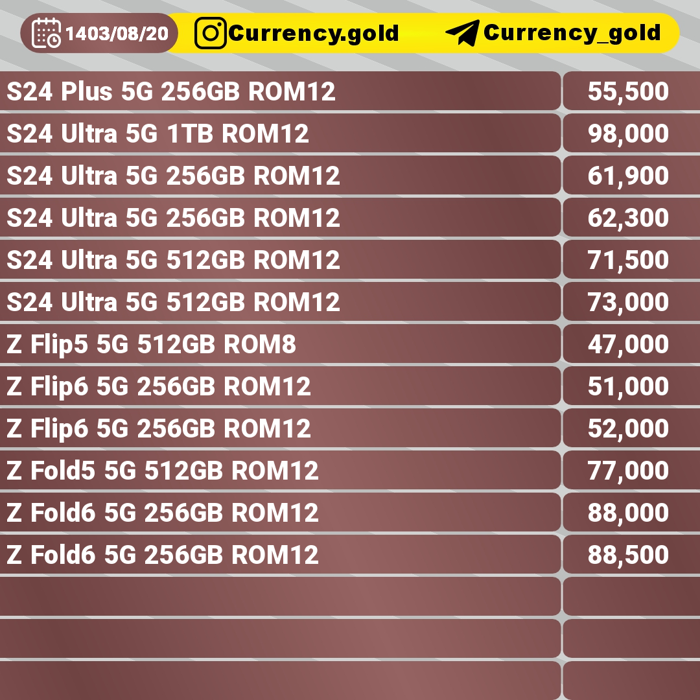 1403/08/20 Currency.gold Currency_gold
S24 Plus 5G 256GB ROM12 55,500
S24 Ultra 5G 1TB ROM12 98,000
S24 Ultra 5G 256GB ROM12 61,900
S24 Ultra 5G 256GB ROM12 62,300
S24 Ultra 5G 512GB ROM12 71,500
S24 Ultra 5G 512GB ROM12 73,000
Z Flip5 5G 512GB ROM8 47,000
Z Flip6 5G 256GB ROM12 51,000
Z Flip6 5G 256GB ROM12 52,000
Z Fold5 5G 512GB ROM12 77,000
Z Fold6 5G 256GB ROM12 88,000
Z Fold6 5G 256GB ROM12 88,500